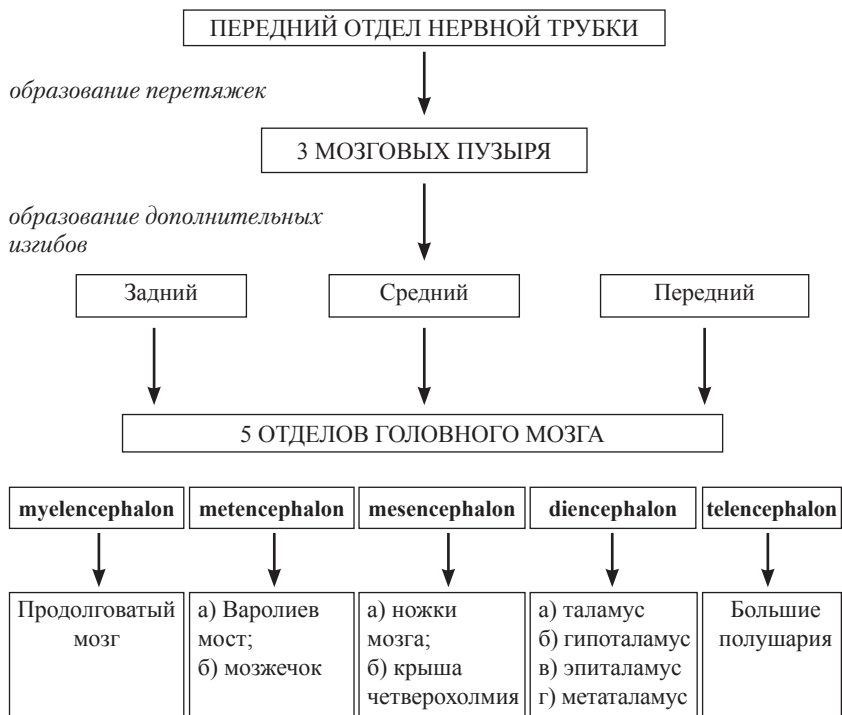 ПЕРЕДНИЙ ОТДЕЛ НЕРВНОЙ ТРУБКИ
образование перетяжек
3 МОЗГОВЫХ ПУЗЫРЯ
образование дополнительных
изгибов
Задний
Средний
Передний
5 ОТДЕЛОВ ГОЛОВНОГО МОЗГА
myelencephalon
metencephalon
mesencephalon
diencephalon
telencephalon
Продолговатый
мозг
а) Варолиев
мост;
б) мозжечок
а) ножки
мозга;
б) крыша
четверохолмия
а) таламус
б) гипоталамус
в) эпиталамус
г) метаталамус
Большие
полушария